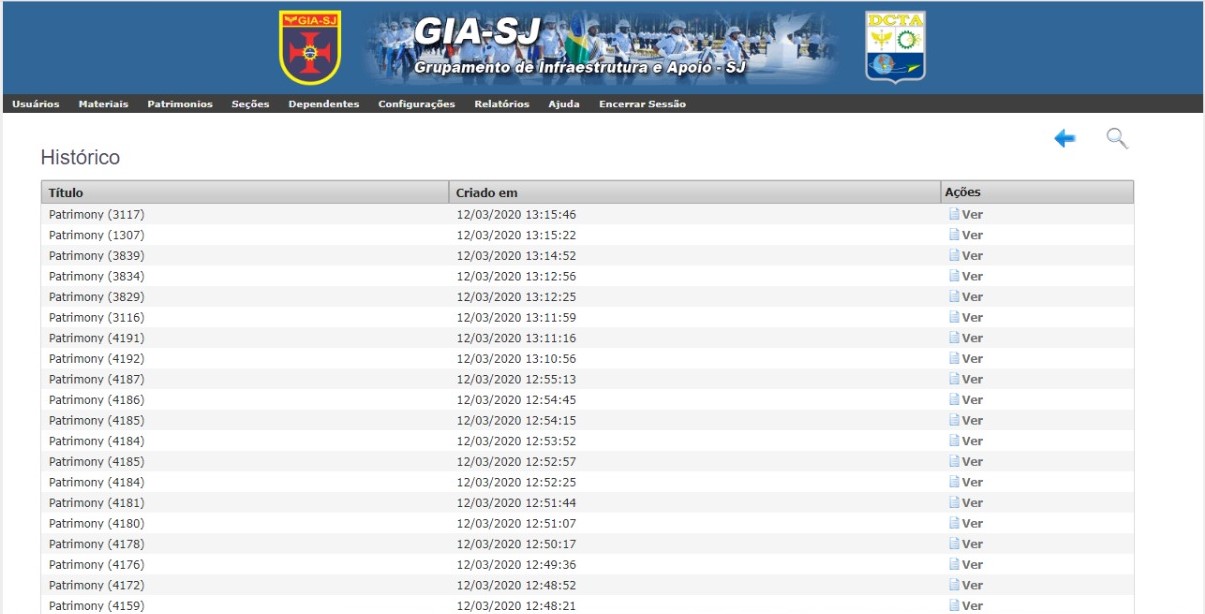 GIA-SJ
GIA-SJ
Grupamento de Infraestrutura e Apoio - SJ
DCTA
Usuários Materiais Patrimonios Seções Dependentes Configurações Relatórios Ajuda Encerrar Sessão
Histórico
Título Criado em Ações
Patrimony (3117) 12/03/2020 13:15:46 Ver
Patrimony (1307) 12/03/2020 13:15:22 Ver
Patrimony (3839) 12/03/2020 13:14:52 Ver
Patrimony (3834) 12/03/2020 13:12:56 Ver
Patrimony (3829) 12/03/2020 13:12:25 Ver
Patrimony (3116) 12/03/2020 13:11:59 Ver
Patrimony (4191) 12/03/2020 13:11:16 Ver
Patrimony (4192) 12/03/2020 13:10:56 Ver
Patrimony (4187) 12/03/2020 12:55:13 Ver
Patrimony (4186) 12/03/2020 12:54:45 Ver
Patrimony (4185) 12/03/2020 12:54:15 Ver
Patrimony (4184) 12/03/2020 12:53:52 Ver
Patrimony (4185) 12/03/2020 12:52:57 Ver
Patrimony (4184) 12/03/2020 12:52:25 Ver
Patrimony (4181) 12/03/2020 12:51:44 Ver
Patrimony (4180) 12/03/2020 12:51:07 Ver
Patrimony (4178) 12/03/2020 12:50:17 Ver
Patrimony (4176) 12/03/2020 12:49:36 Ver
Patrimony (4172) 12/03/2020 12:48:52 Ver
Patrimony (4159) 12/03/2020 12:48:21 Ver